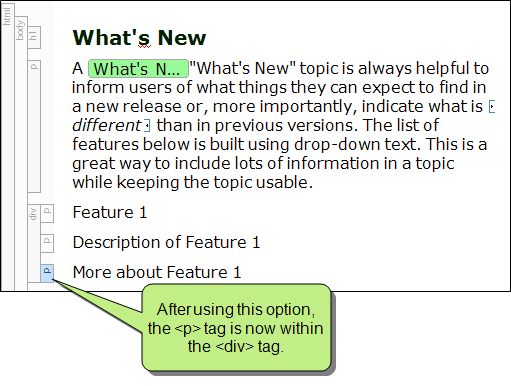 html
body
h1
p
div
p
p
p
What's New
A What's N... "What's New" topic is always helpful to
inform users of what things they can expect to find in
a new release or, more importantly, indicate what is
different than in previous versions. The list of
features below is built using drop-down text. This is a
great way to include lots of information in a topic
while keeping the topic usable.
Feature 1
Description of Feature 1
More about Feature 1
After using this option,
the <p> tag is now within
the <div> tag.